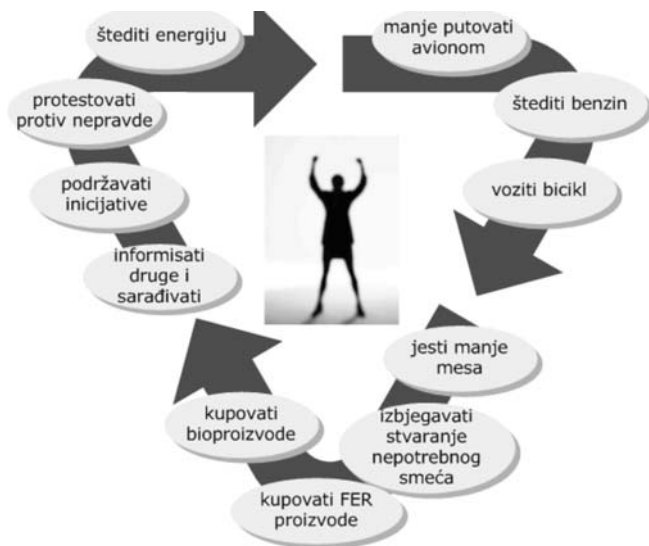 štediti energiju
manje putovati
avionom
štediti benzin
voziti bicikl
jesti manje
mesa
izbjegavati
stvaranje
nepotrebnog
smeća
kupovati FER
proizvode
kupovati
bioproizvode
informisati
druge i
sarađivati
podržavati
inicijative
protestovati
protiv nepravde